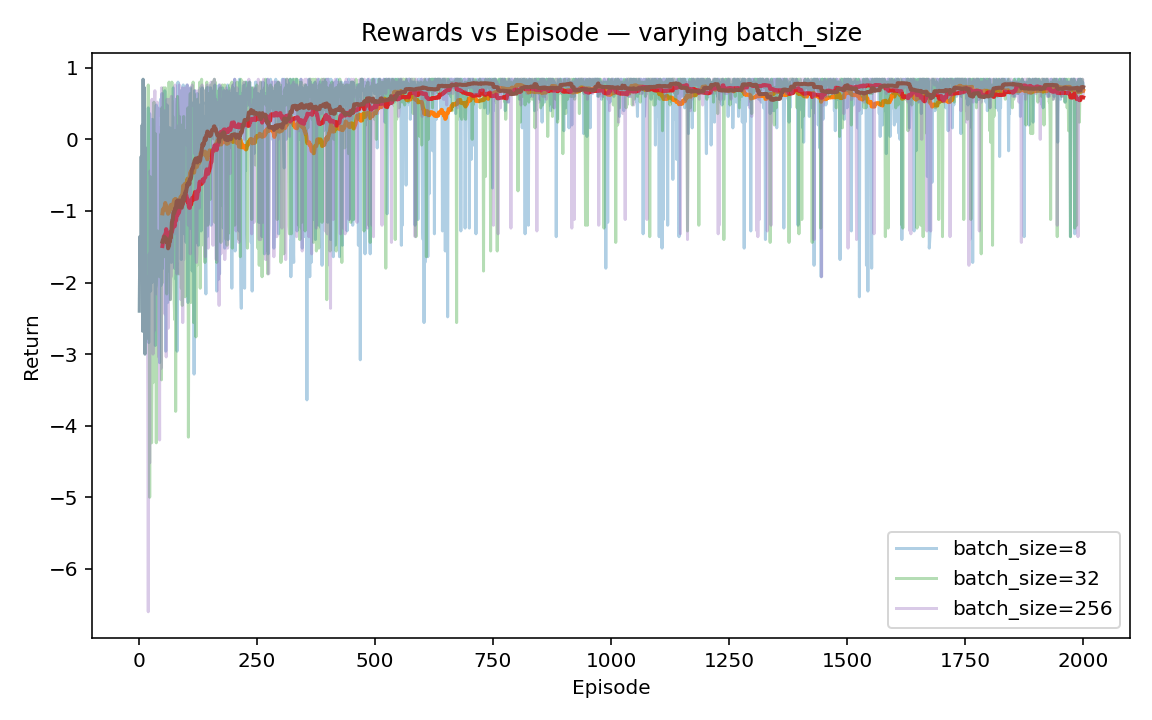 Rewards vs Episode — varying batch_size
1
0
−1
−2
−3
−4
−5
−6
Return
0 250 500 750 1000 1250 1500 1750 2000
Episode
batch_size=8
batch_size=32
batch_size=256